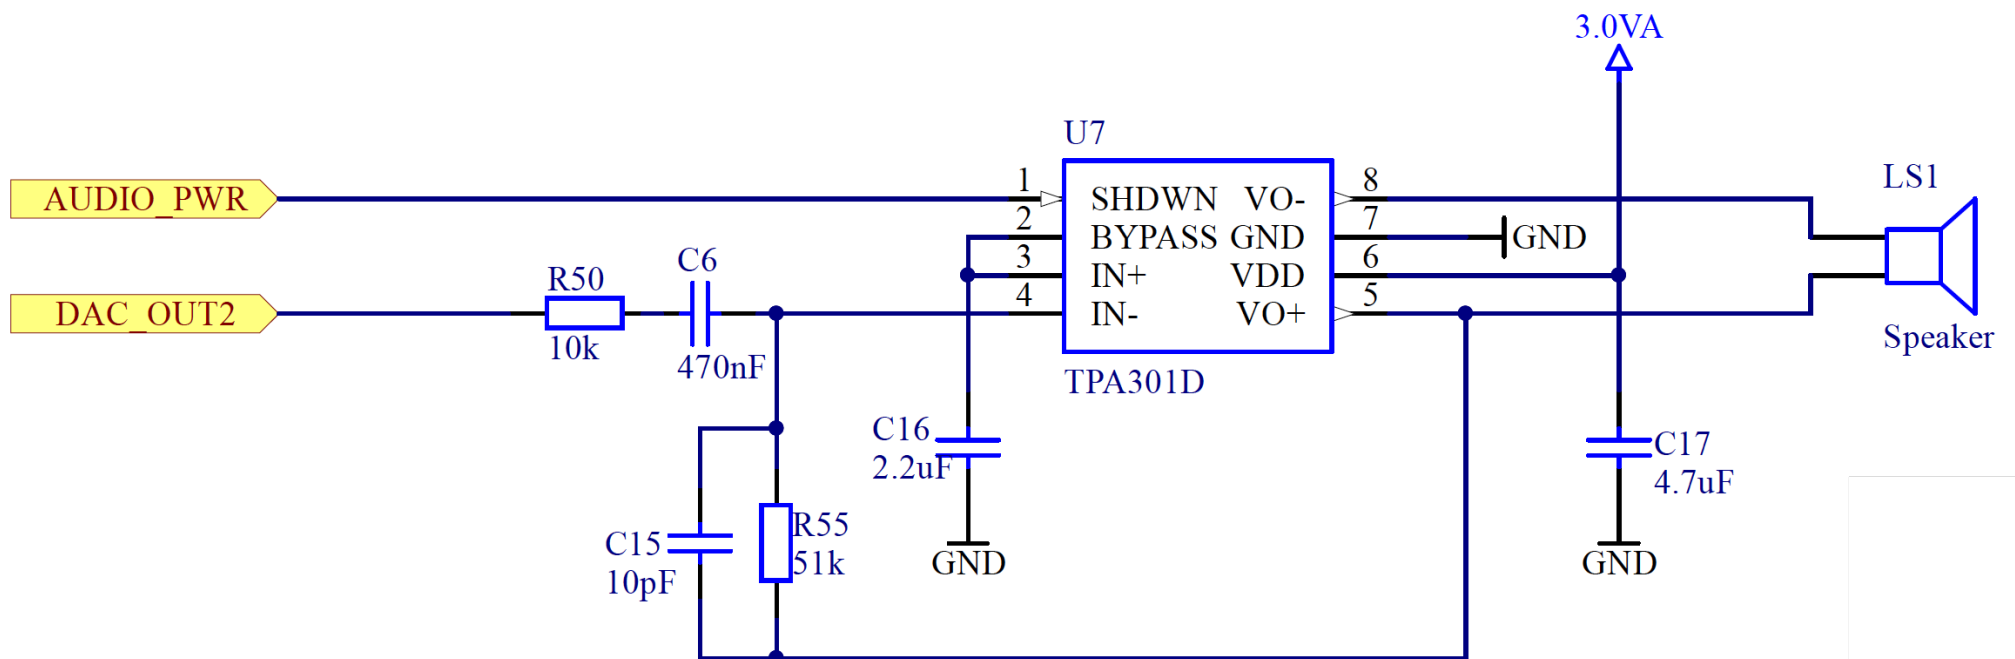 3.0VA
U7
AUDIO_PWR
1
SHDWN
VO-
8
LS1
2
BYPASS
GND
7
GND
3
IN+
VDD
6
4
IN-
VO+
5
DAC_OUT2
R50
10k
C6
470nF
Speaker
TPA301D
C16
2.2uF
C17
4.7uF
C15
10pF
R55
51k
GND
GND